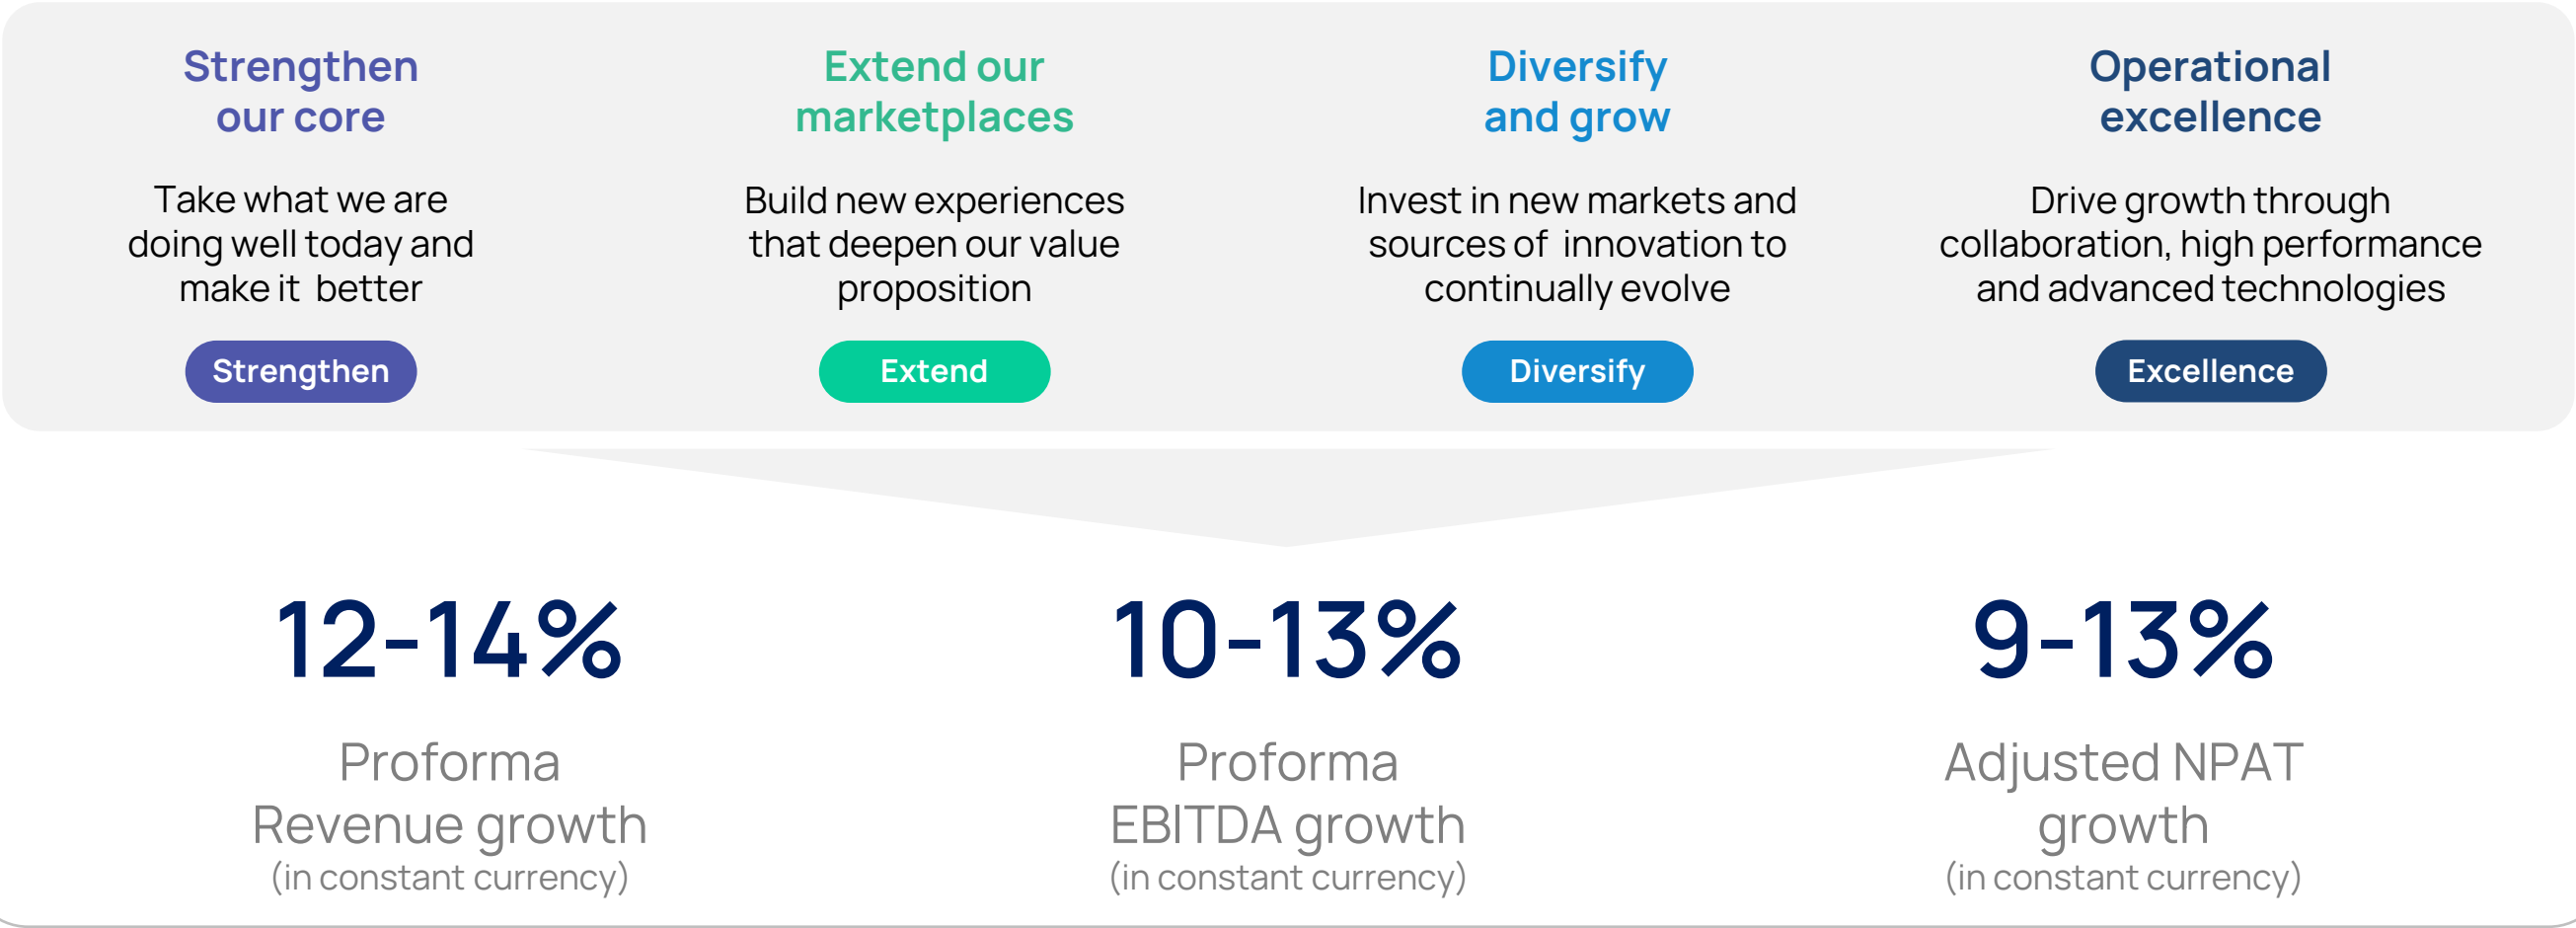 Strengthen
our core
Take what we are
doing well today and
make it  better
Strengthen
Extend our
marketplaces
Build new experiences
that deepen our value
proposition
Extend
Diversify
and grow
Invest in new markets and
sources of  innovation to
continually evolve
Diversify
Operational
excellence
Drive growth through
collaboration, high performance
and advanced technologies
Excellence
12-14%
Proforma
Revenue growth
(in constant currency)
10-13%
Proforma
EBITDA growth
(in constant currency)
9-13%
Adjusted NPAT
growth
(in constant currency)